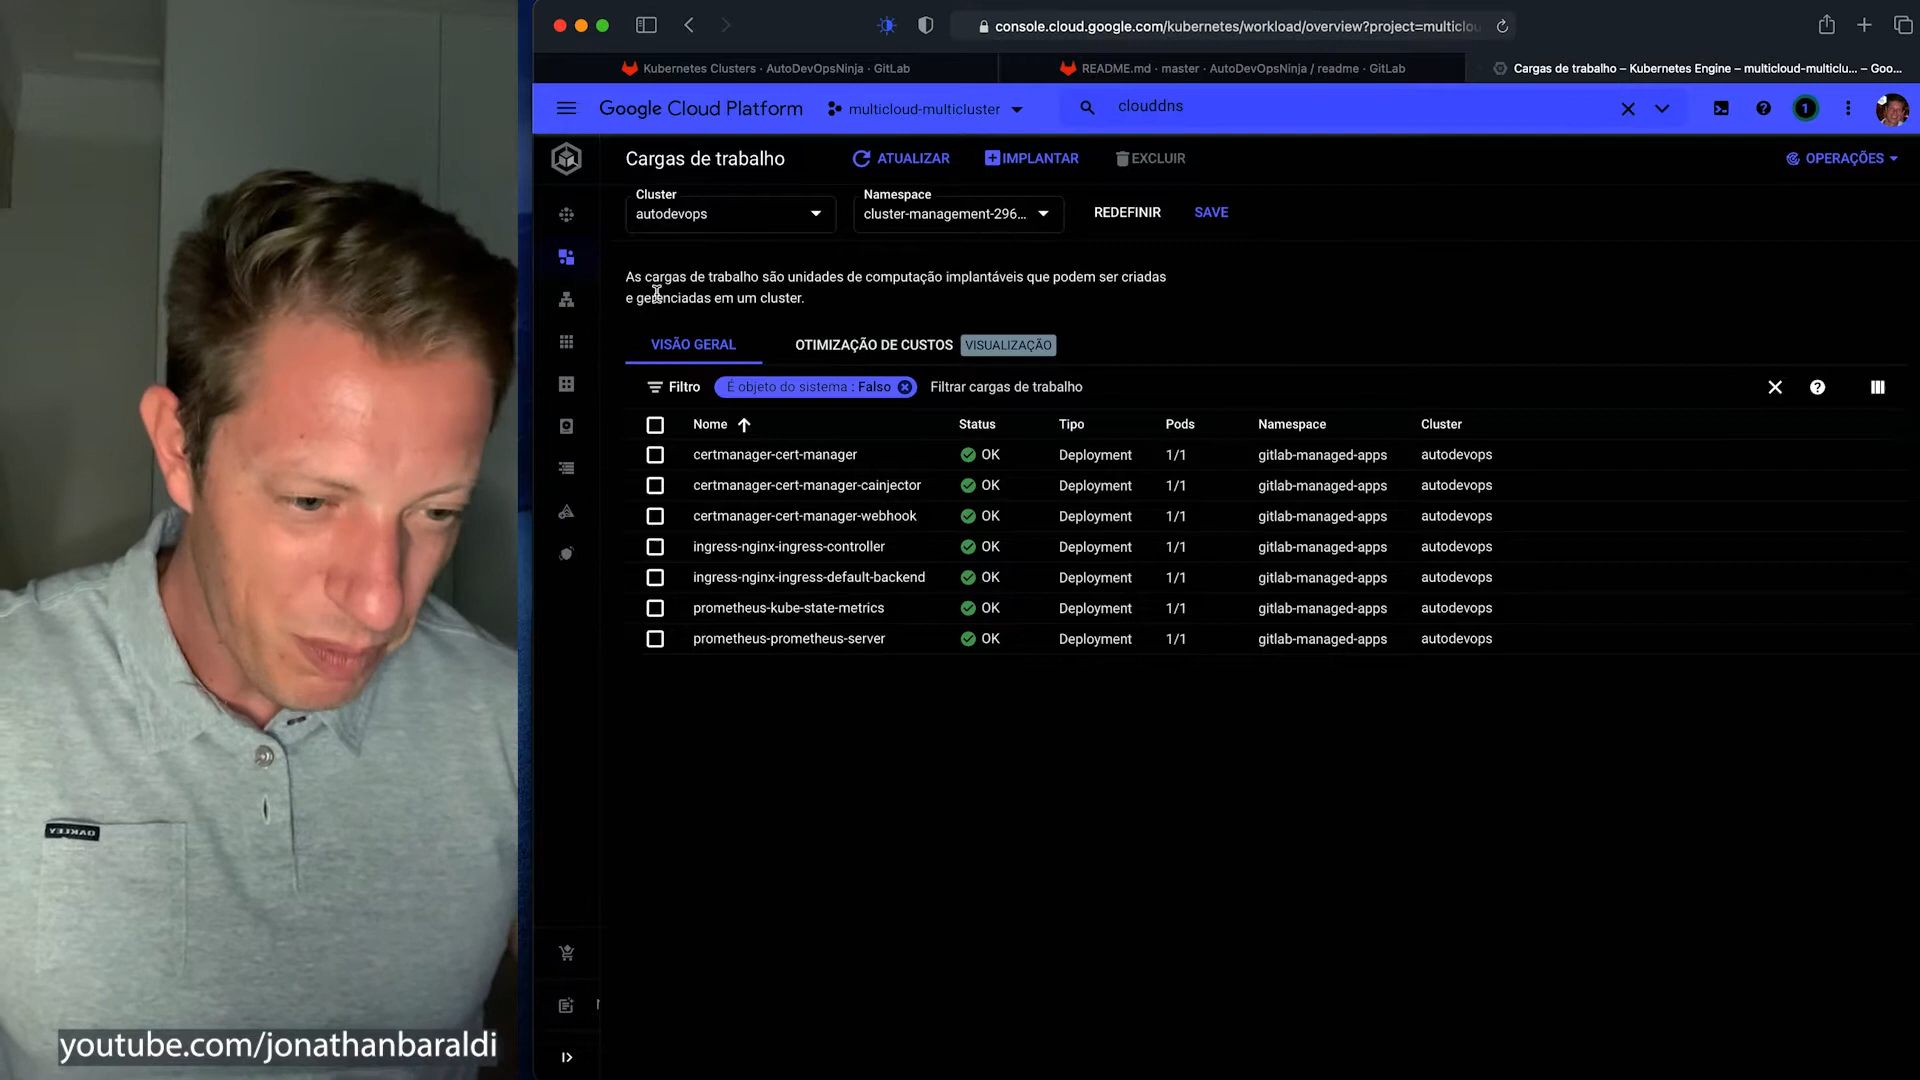 console.cloud.google.com/kubernetes/workload/overview?project=multiclou
Kubernetes Clusters · AutoDevOpsNinja · GitLab
README.md · master · AutoDevOpsNinja / readme · GitLab
Cargas de trabalho – Kubernetes Engine – multicloud-multiclu... – Goo...
Google Cloud Platform
multicloud-multicluster
clouddns
1
Cargas de trabalho
ATUALIZAR
IMPLANTAR
EXCLUIR
OPERAÇÕES
Cluster
autodevops
Namespace
cluster-management-296...
REDEFINIR
SAVE
As cargas de trabalho são unidades de computação implantáveis que podem ser criadas
e gerenciadas em um cluster.
VISÃO GERAL
OTIMIZAÇÃO DE CUSTOS
VISUALIZAÇÃO
Filtro
É objeto do sistema : Falso
Filtrar cargas de trabalho
Nome Status Tipo Pods Namespace Cluster
certmanager-cert-manager OK Deployment 1/1 gitlab-managed-apps autodevops
certmanager-cert-manager-cainjector OK Deployment 1/1 gitlab-managed-apps autodevops
certmanager-cert-manager-webhook OK Deployment 1/1 gitlab-managed-apps autodevops
ingress-nginx-ingress-controller OK Deployment 1/1 gitlab-managed-apps autodevops
ingress-nginx-ingress-default-backend OK Deployment 1/1 gitlab-managed-apps autodevops
prometheus-kube-state-metrics OK Deployment 1/1 gitlab-managed-apps autodevops
prometheus-prometheus-server OK Deployment 1/1 gitlab-managed-apps autodevops
OAKLEY
youtube.com/jonathanbaraldi